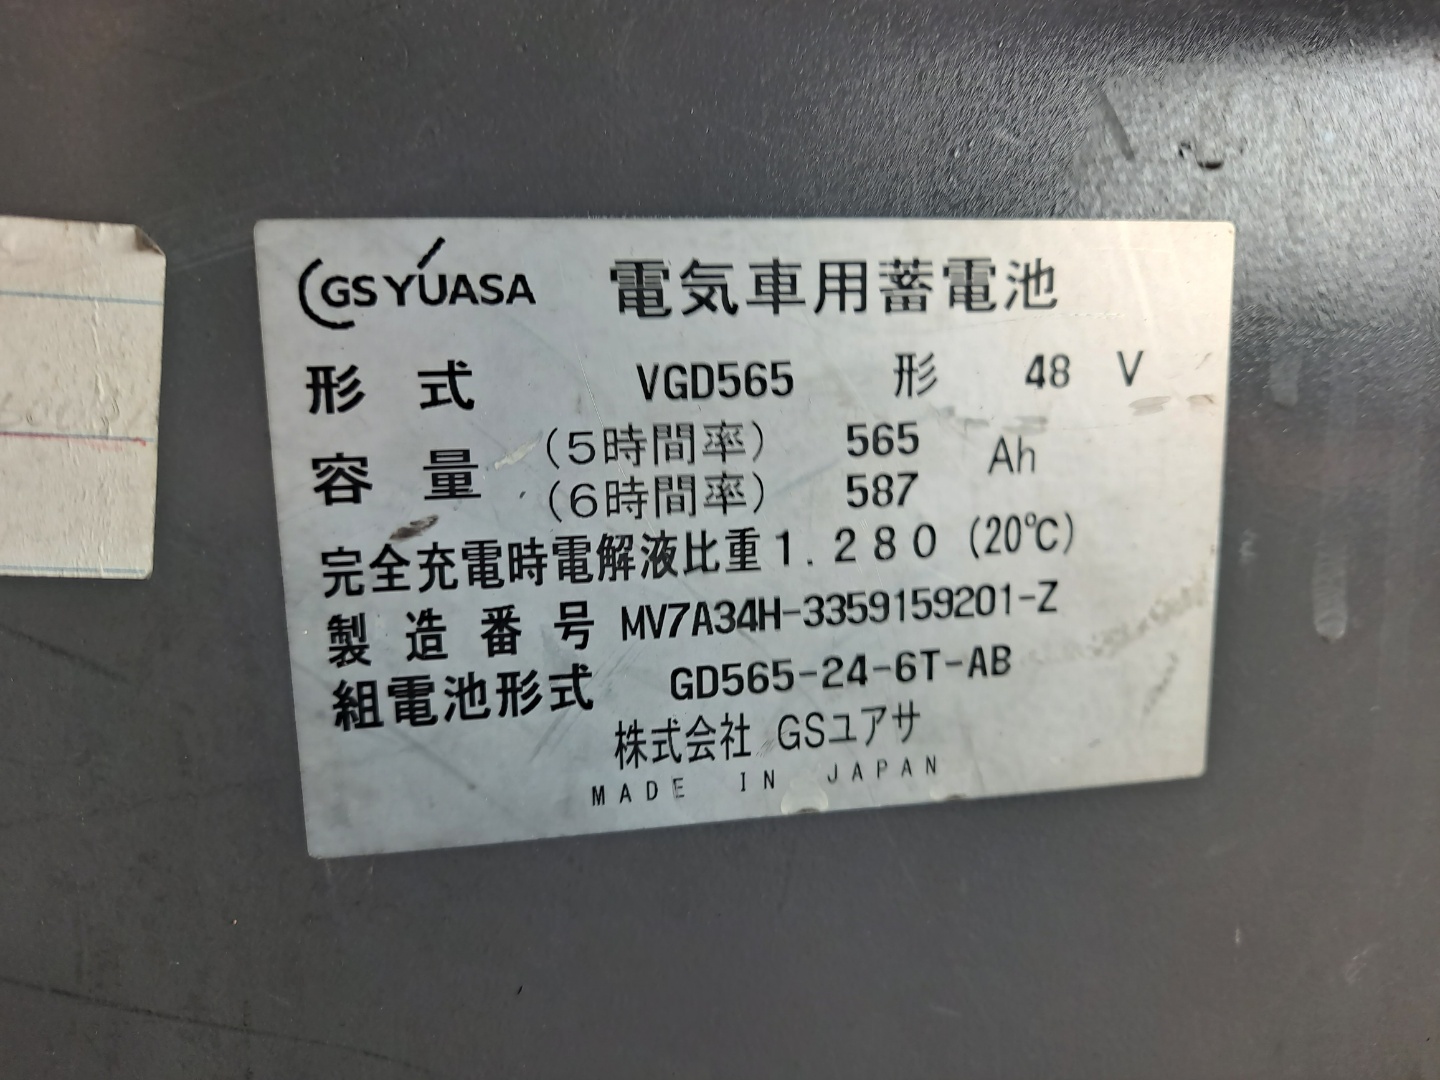 GS YUASA 電気車用蓄電池
形式 VGD565 形 48 V
容量 (5時間率) 565 Ah
(6時間率) 587
完全充電時電解液比重1.280 (20℃)
製造番号 MV7A34H-3359159201-Z
組電池形式 GD565-24-6T-AB
株式会社 GSユアサ
MADE IN JAPAN